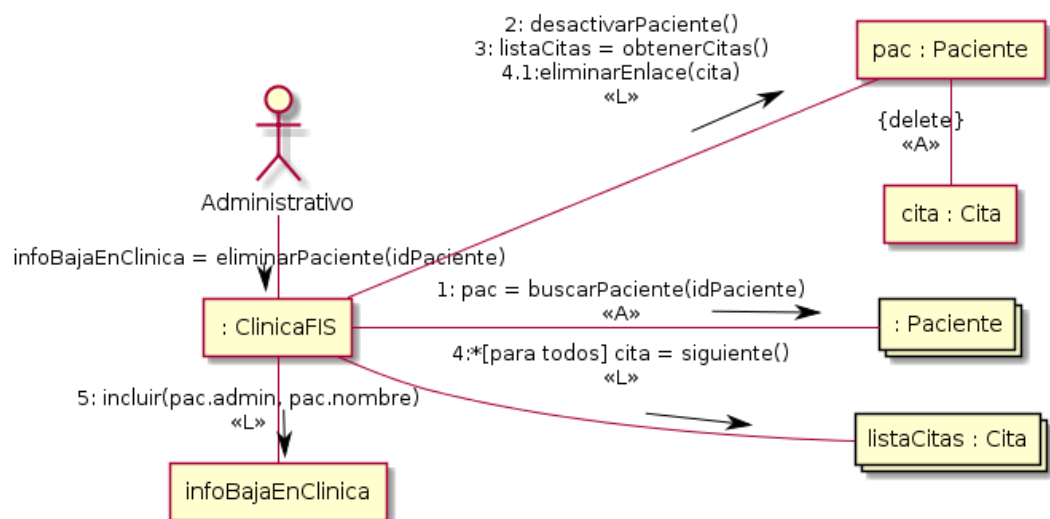 2: desactivarPaciente()
3: listaCitas = obtenerCitas()
4.1:eliminarEnlace(cita)
«L»
pac : Paciente
{delete}
«A»
cita : Cita
Administrativo
infoBajaEnClinica = eliminarPaciente(idPaciente)
: ClinicaFIS
1: pac = buscarPaciente(idPaciente)
«A»
: Paciente
4:*[para todos] cita = siguiente()
«L»
listaCitas : Cita
5: incluir(pac.admin, pac.nombre)
«L»
infoBajaEnClinica